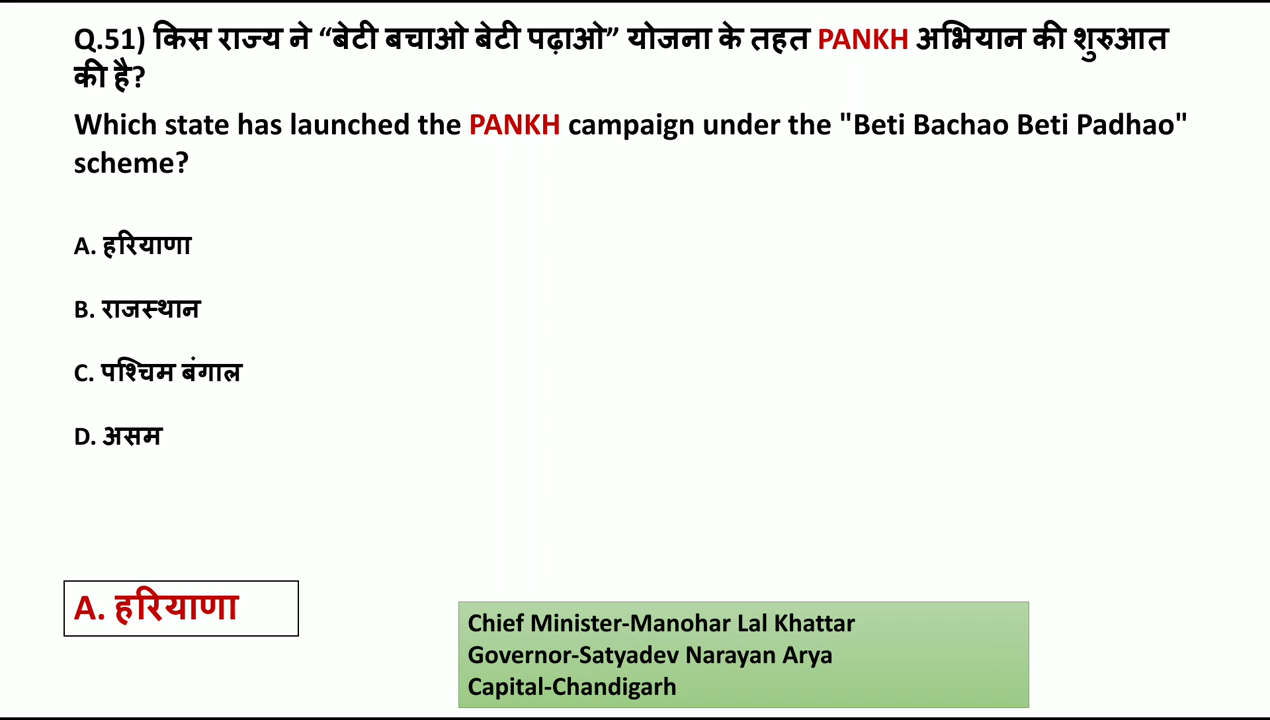 Q.51) किस राज्य ने “बेटी बचाओ बेटी पढ़ाओ” योजना के तहत PANKH अभियान की शुरुआत
की है?
Which state has launched the PANKH campaign under the "Beti Bachao Beti Padhao"
scheme?
A. हरियाणा
B. राजस्थान
C. पश्चिम बंगाल
D. असम
A. हरियाणा
Chief Minister-Manohar Lal Khattar
Governor-Satyadev Narayan Arya
Capital-Chandigarh